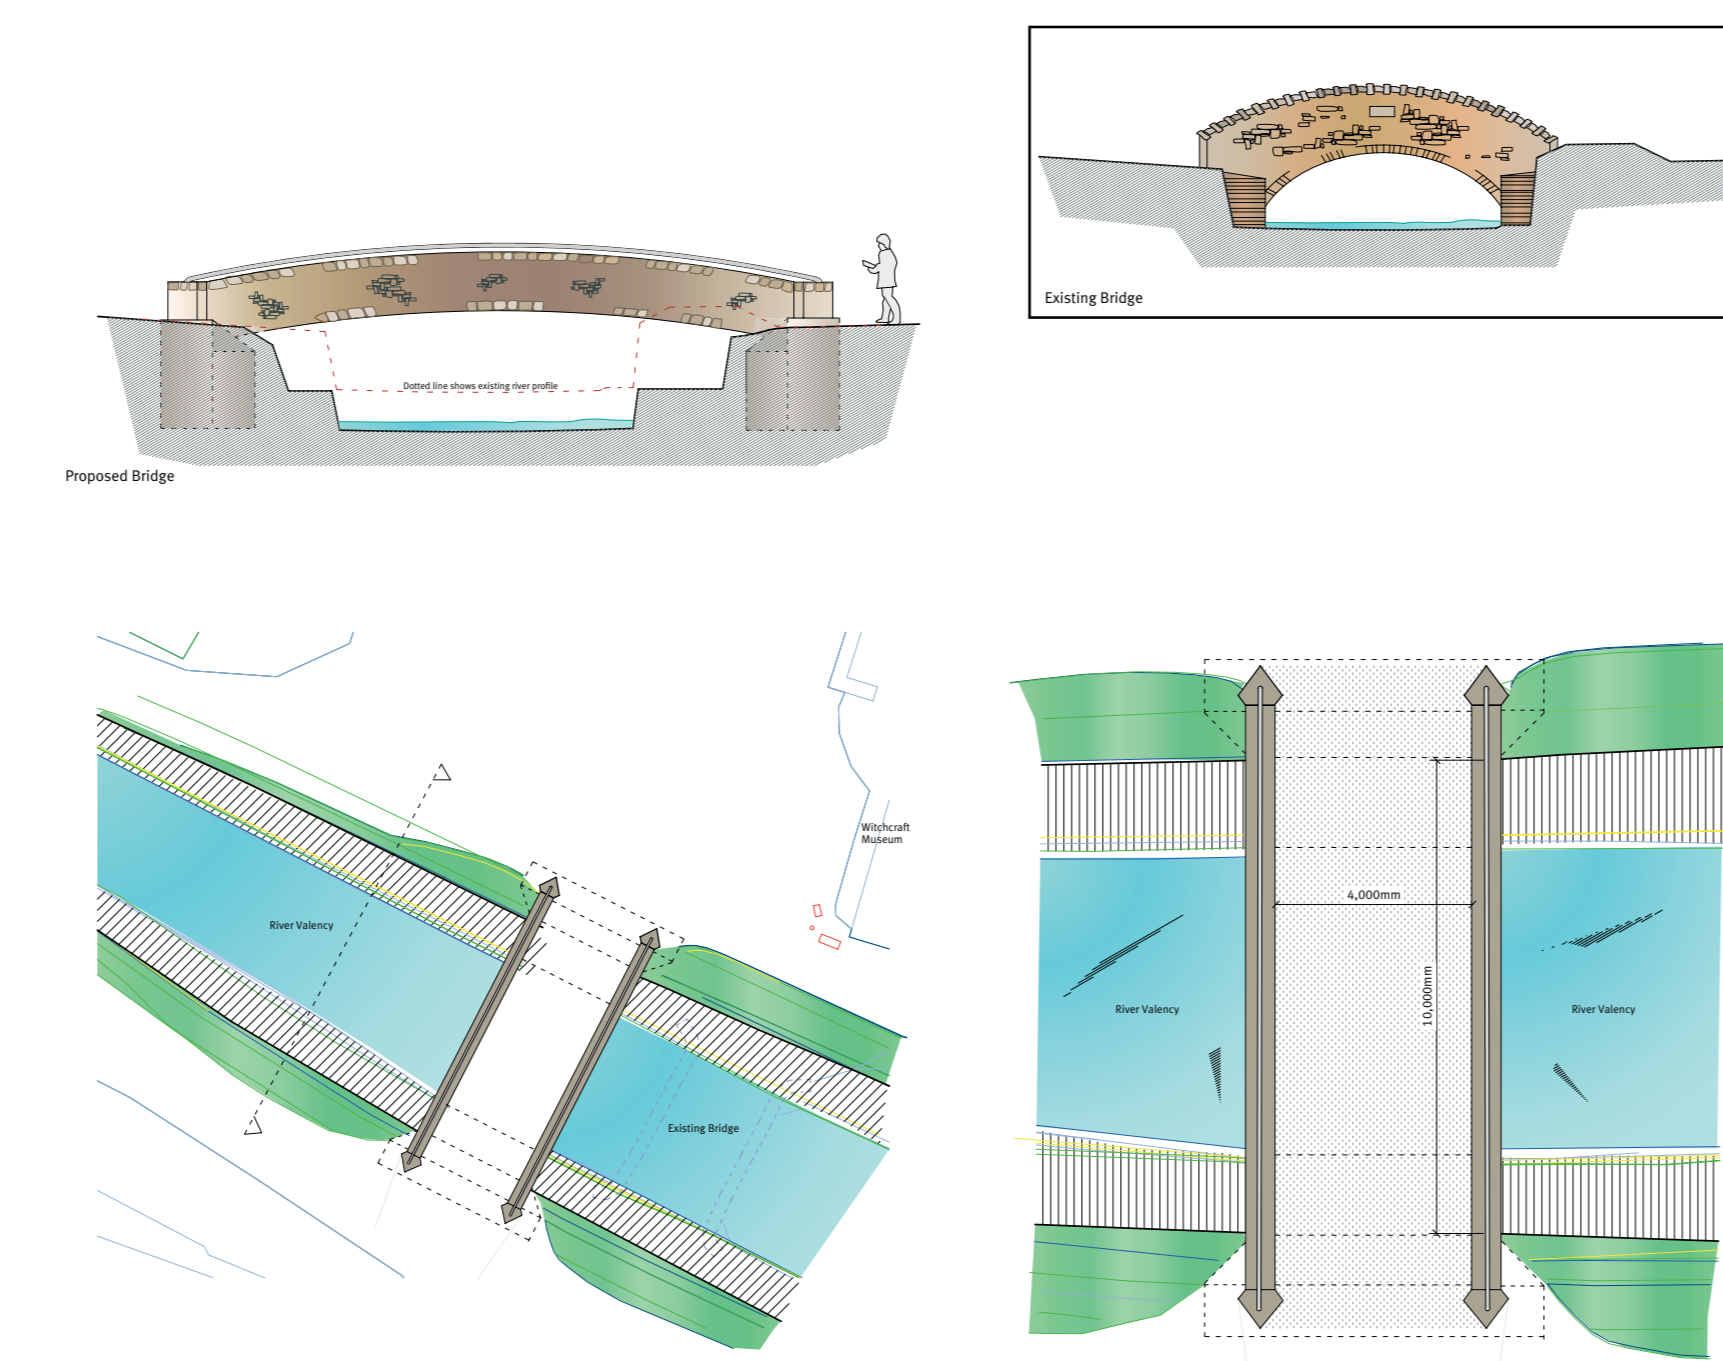 Existing Bridge
Dotted line shows existing river profile
Proposed Bridge
Witchcraft
Museum
River Valency
Existing Bridge
4,000mm
10,000mm
River Valency
River Valency